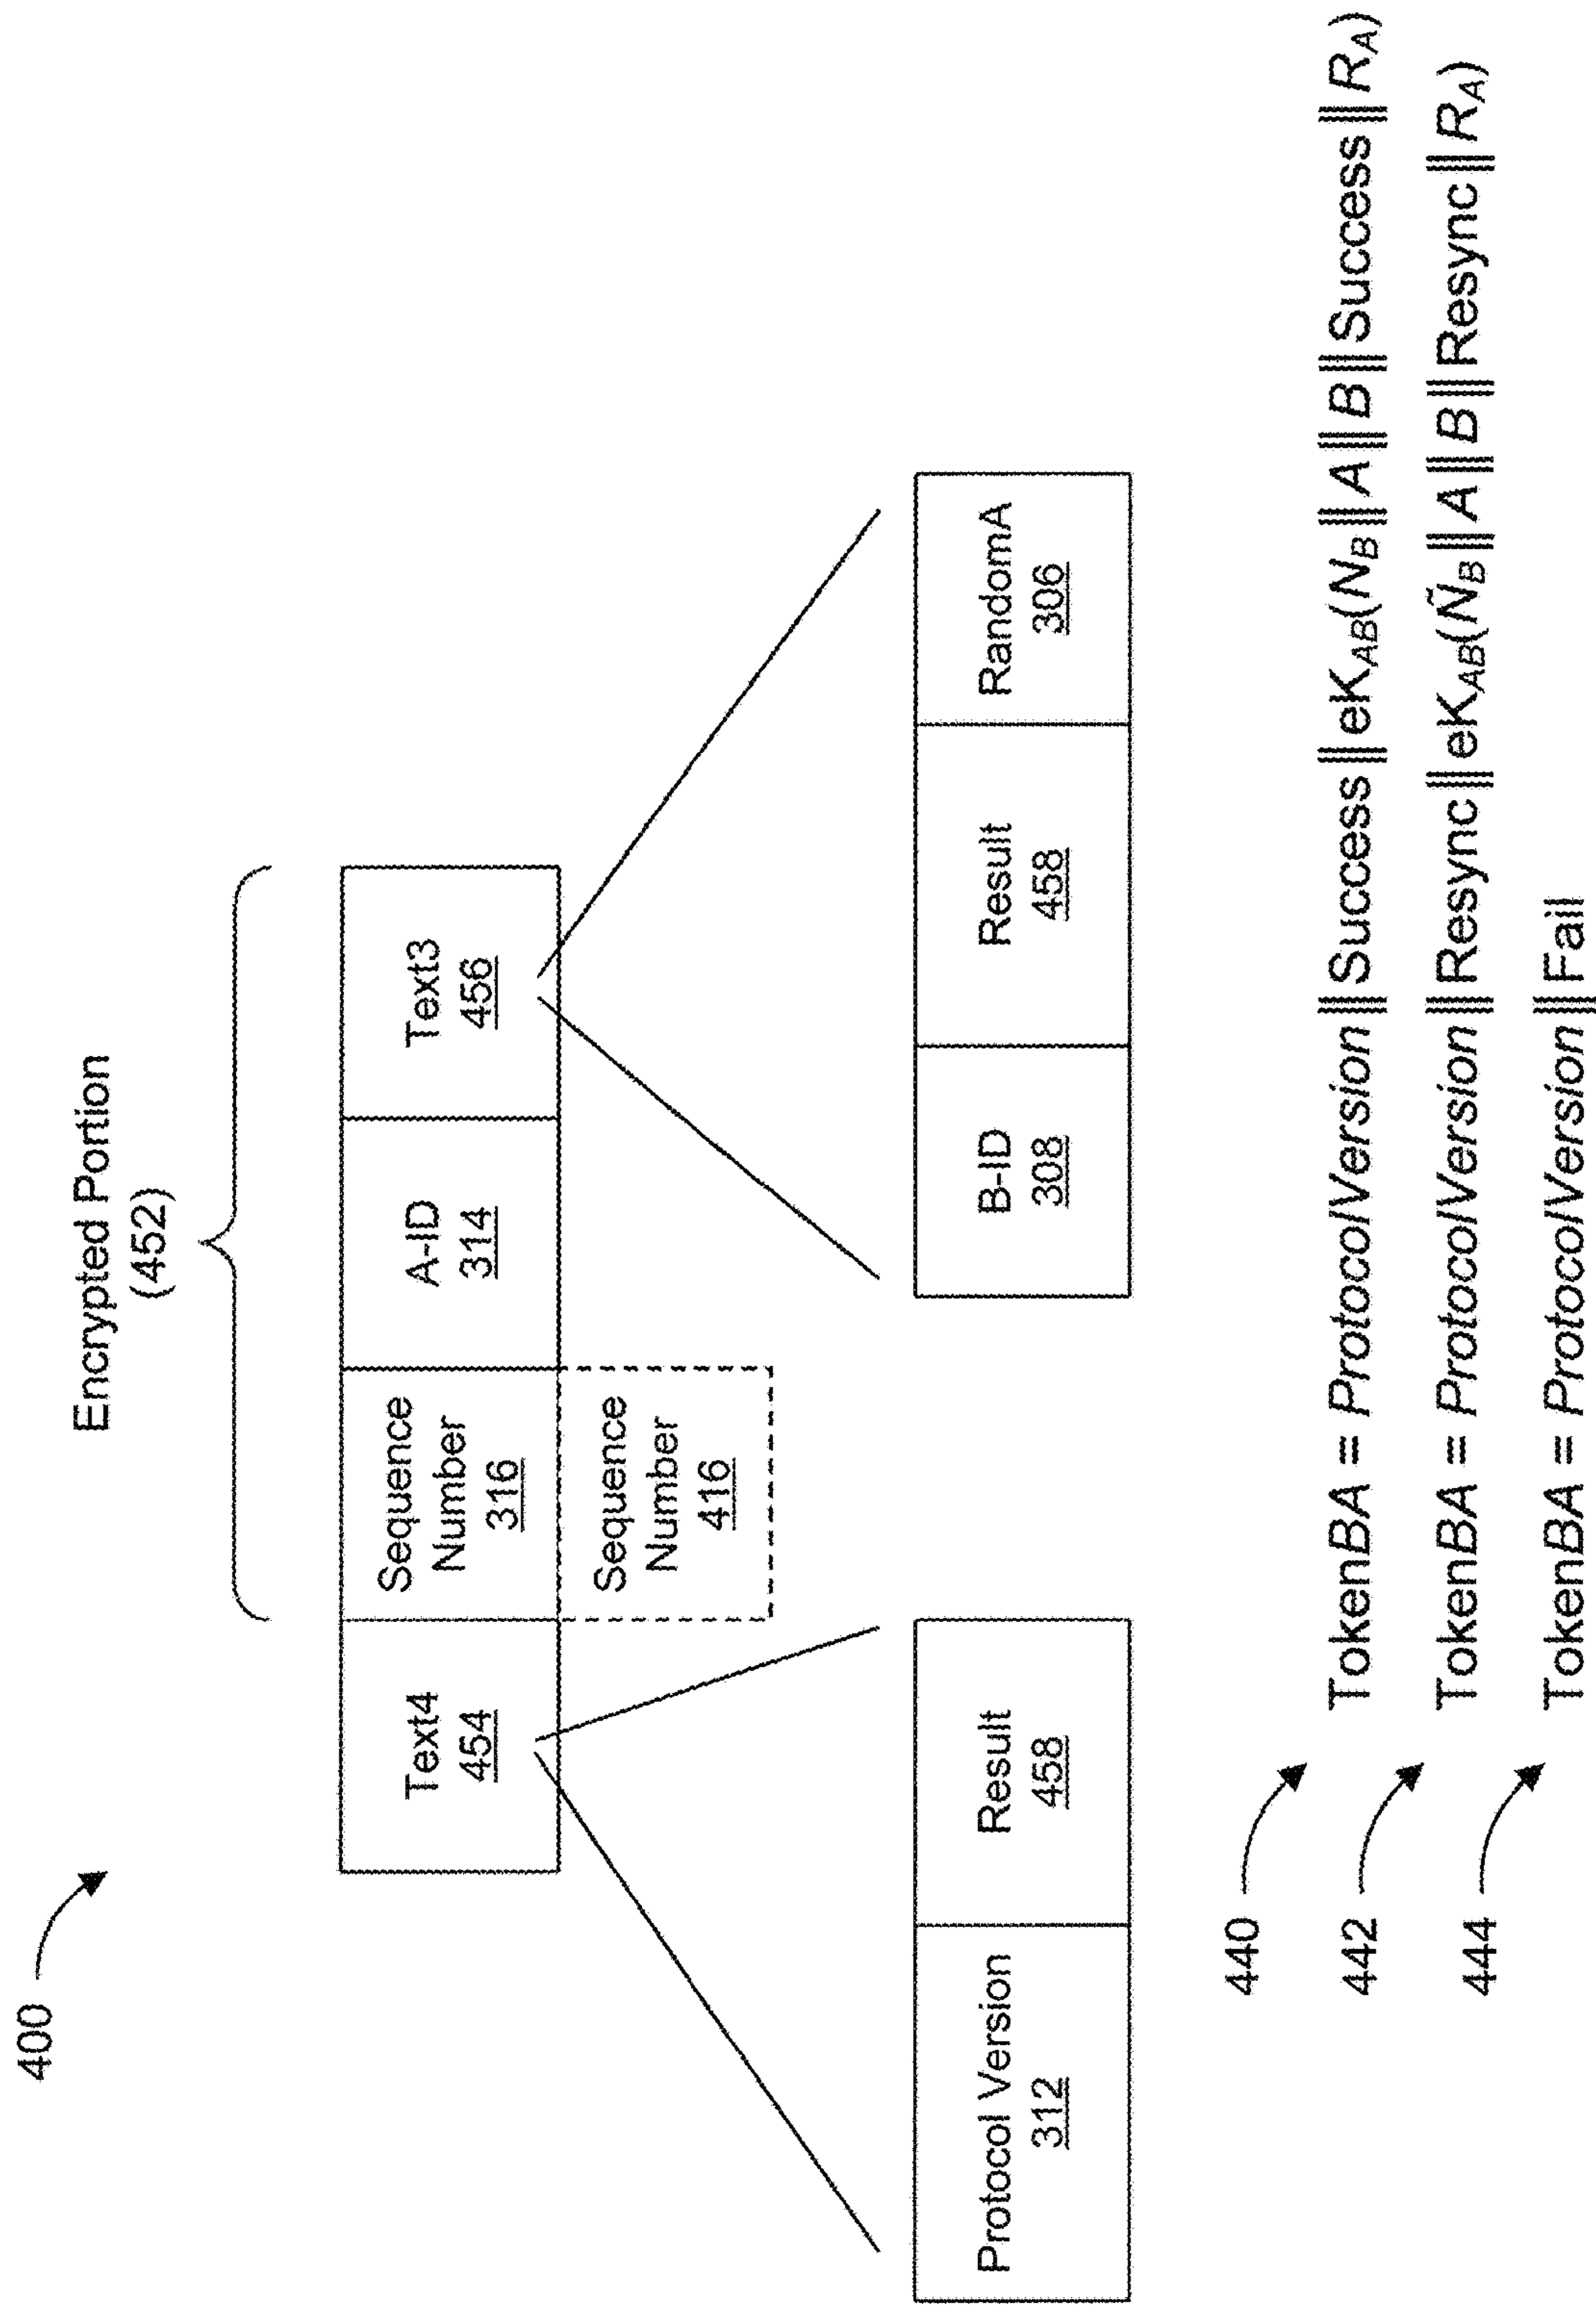 400
Encrypted Portion
(452)
Text4
454
Sequence
Number
316
A-ID
314
Text3
456
Sequence
Number
416
Protocol Version
312
Result
458
B-ID
308
Result
458
RandomA
306
440
TokenBA = ProtocolVersion||Success||eK_AB(N_B||A||B||Success||R_A)
442
TokenBA = ProtocolVersion||Resync||eK_AB(Ñ_B||A||B||Resync||R_A)
444
TokenBA = ProtocolVersion||Fail